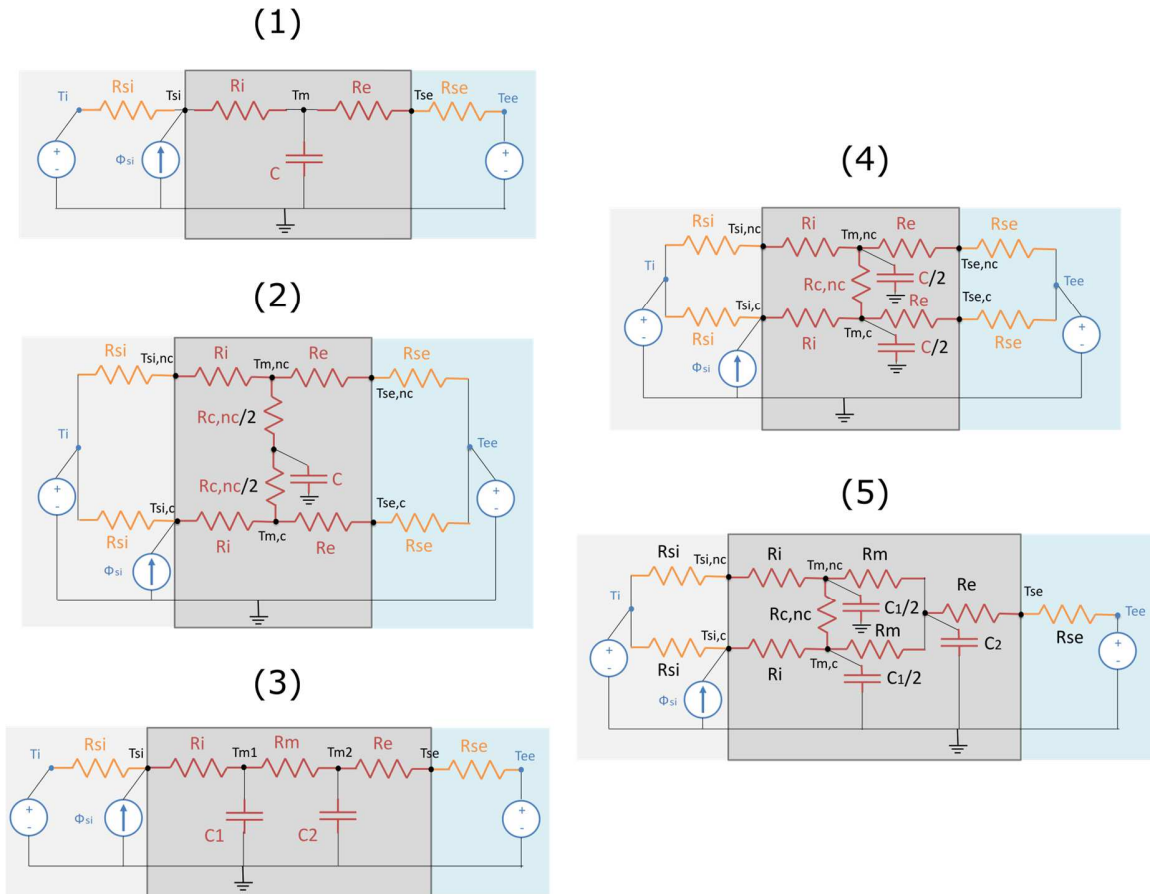 (1)
Rsi Tsi Ri Tm Re Tse Rse
Ti Tee
+ - Φsi C + -
(2)
Rsi Tsi,nc Ri Tm,nc Re Rse
Tse,nc
Rc,nc/2
Ti Tee
Rc,nc/2 C
+ - Tsi,c Tse,c + -
Rsi Ri Tm,c Re Rse
Φsi
(3)
Ti Rsi Tsi Ri Tm1 Rm Tm2 Re Tse Rse Tee
+ - Φsi C1 C2 + -
(4)
Rsi Tsi,nc Ri Tm,nc Re Rse
Tse,nc
Ti Rc,nc C/2 Tee
Tsi,c Re Tse,c
+ - Rsi Ri Tm,c C/2 Rse + -
Φsi
(5)
Rsi Tsi,nc Ri Tm,nc Rm
Re
Ti Rc,nc C1/2 Tse Tee
Tsi,c Rm Rse
+ - Rsi Ri Tm,c C1/2 C2 + -
Φsi